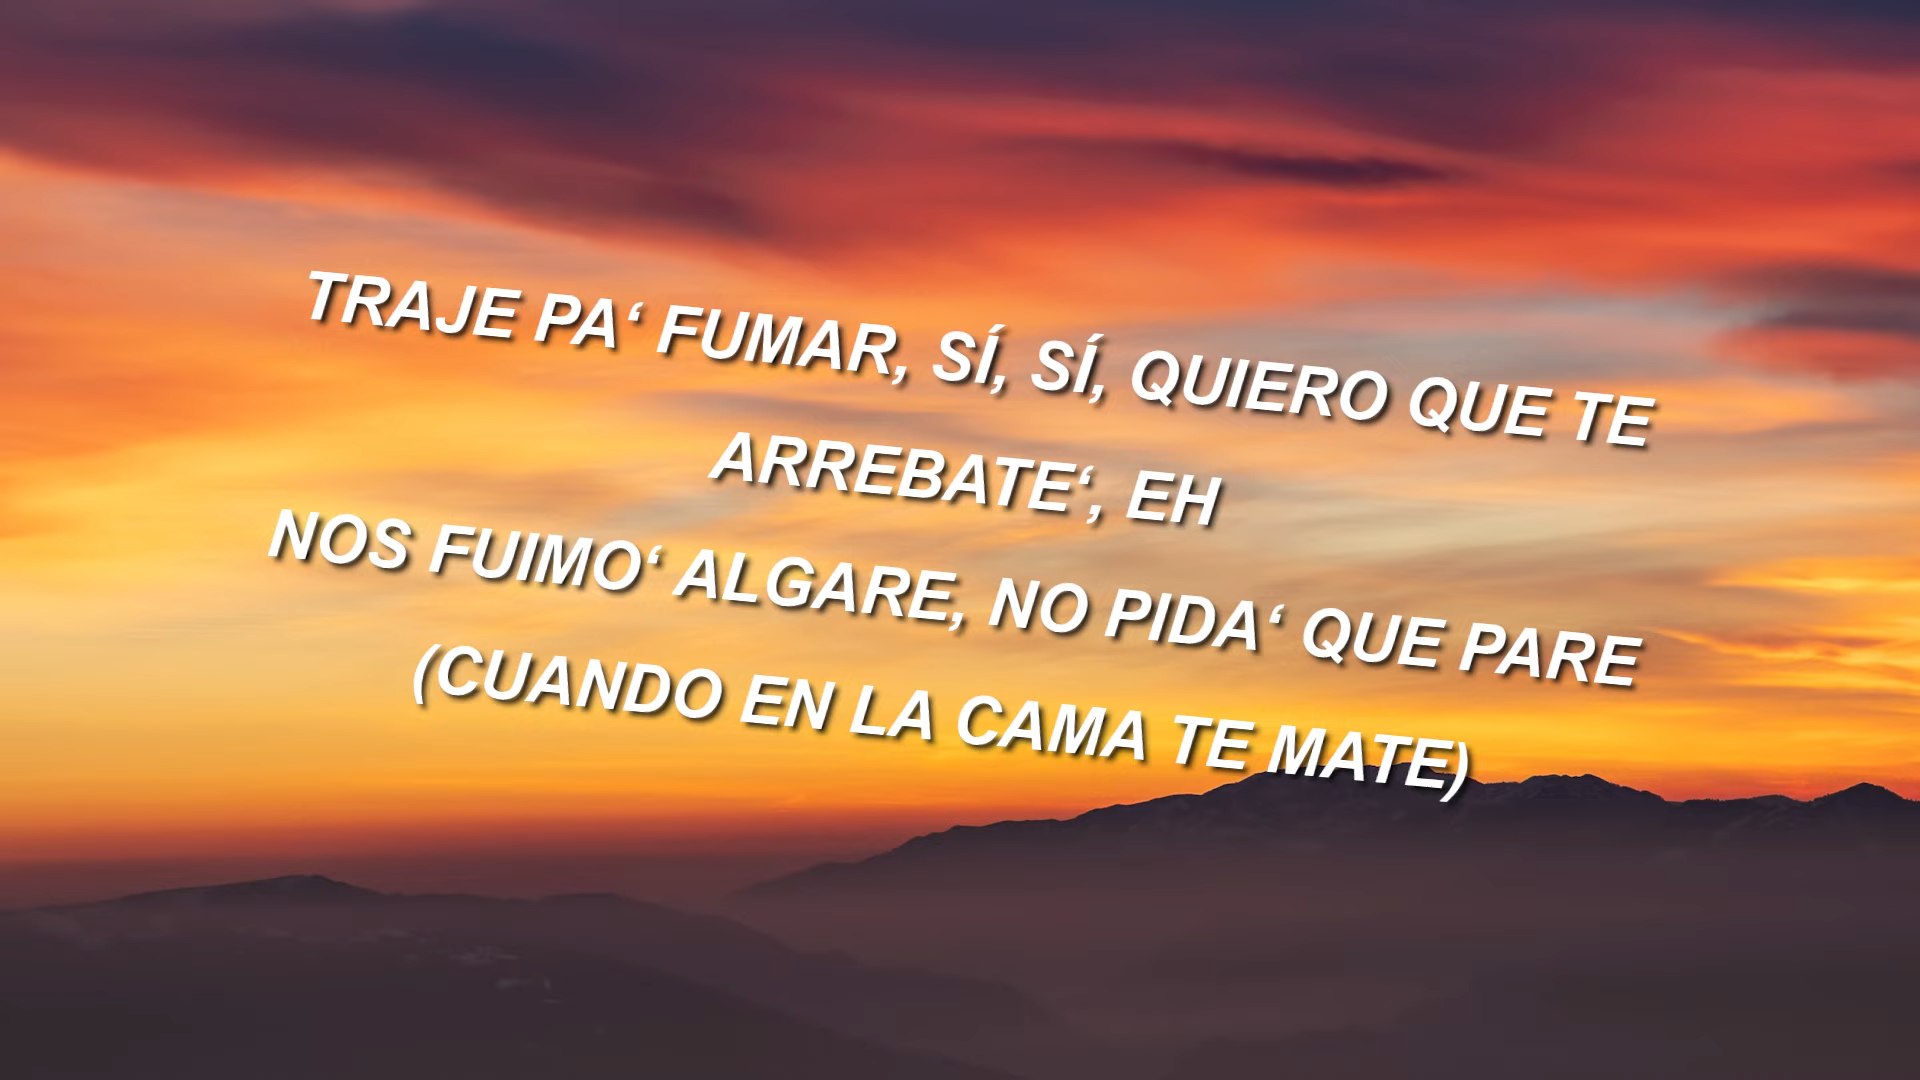 TRAJE PA‘ FUMAR, SÍ, SÍ, QUIERO QUE TE
ARREBATE‘, EH
NOS FUIMO‘ ALGARE, NO PIDA‘ QUE PARE
(CUANDO EN LA CAMA TE MATE)